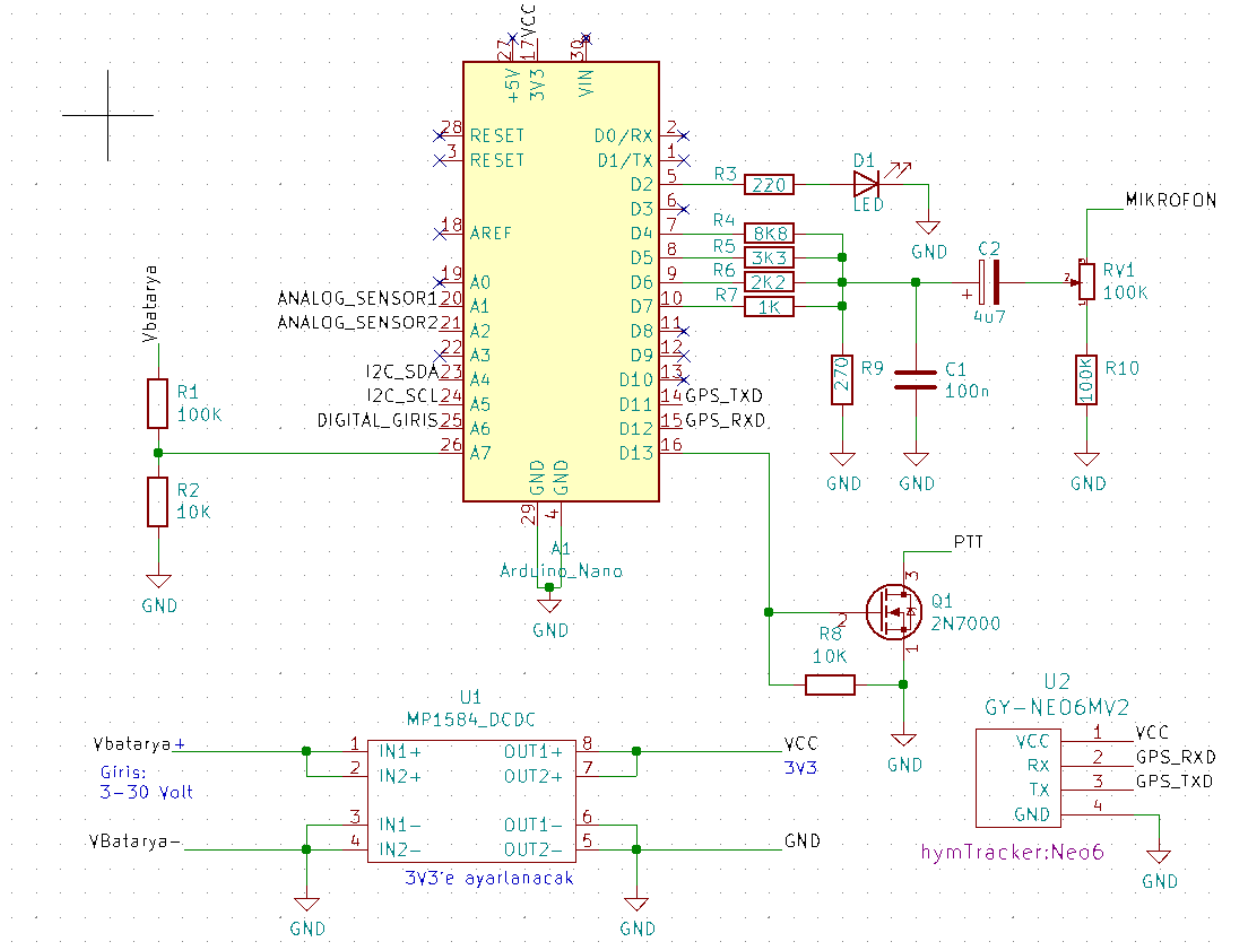 VCC
27
17
30
+5V
3V3
VIN
28
RESET
3
RESET
18
AREF
19
A0
ANALOG_SENSOR1
20
A1
ANALOG_SENSOR2
21
A2
22
A3
I2C_SDA
23
A4
I2C_SCL
24
A5
DIGITAL_GIRIS
25
A6
26
A7
D0/RX
2
D1/TX
1
D2
5
D3
6
D4
7
D5
8
D6
9
D7
10
D8
11
D9
12
D10
13
D11
14
GPS_TXD
D12
15
GPS_RXD
D13
16
GND
GND
29
4
A1
Arduino_Nano
GND
Vbatarya
R1
100K
R2
10K
GND
R3
220
D1
LED
GND
R4
8K8
R5
3K3
R6
2K2
R7
1K
R9
270
GND
C1
100n
GND
C2
+
4u7
MIKROFON
RV1
100K
3
2
1
R10
100K
GND
PTT
3
2
1
Q1
2N7000
R8
10K
GND
U1
MP1584_DCDC
Vbatarya+
Giris:
3-30 Volt
VBatarya-
1
IN1+
2
IN2+
3
IN1-
4
IN2-
OUT1+
8
OUT2+
7
OUT1-
6
OUT2-
5
VCC
3V3
GND
3V3'e ayarlanacak
GND
GND
U2
GY-NEO6MV2
VCC
1
VCC
RX
2
GPS_RXD
TX
3
GPS_TXD
GND
4
hymTracker:Neo6
GND